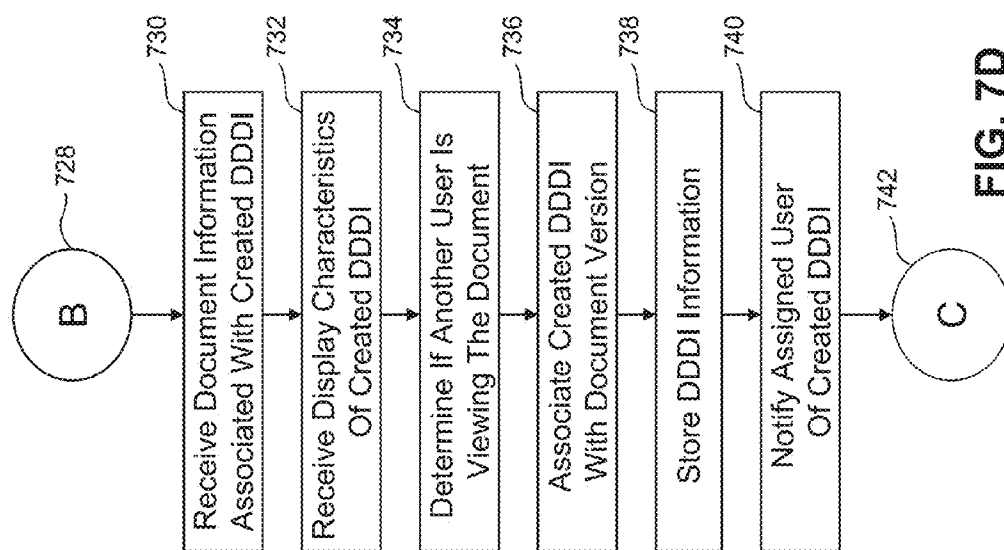 B
728
730
Receive Document Information
Associated With Created DDDI
732
Receive Display Characteristics
Of Created DDDI
734
Determine If Another User Is
Viewing The Document
736
Associate Created DDDI
With Document Version
738
Store DDDI Information
740
Notify Assigned User
Of Created DDDI
742
C
FIG. 7D